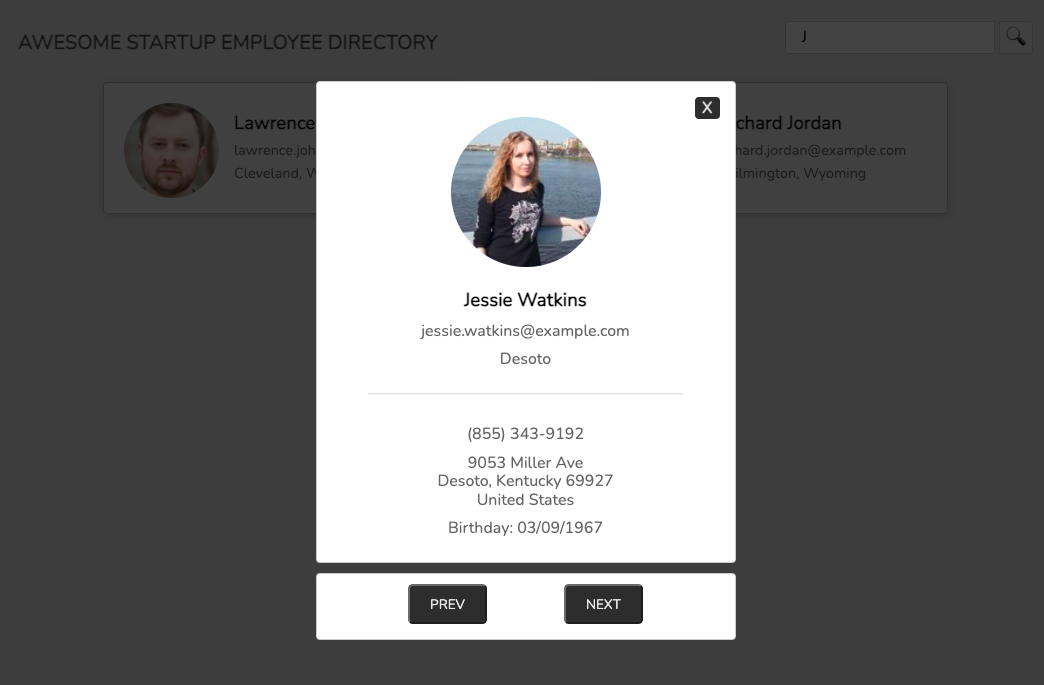 AWESOME STARTUP EMPLOYEE DIRECTORY
J
X
Lawrence
chard Jordan
lawrence.joh
hard.jordan@example.com
Cleveland, W
ilmington, Wyoming
Jessie Watkins
jessie.watkins@example.com
Desoto
(855) 343-9192
9053 Miller Ave
Desoto, Kentucky 69927
United States
Birthday: 03/09/1967
PREV
NEXT